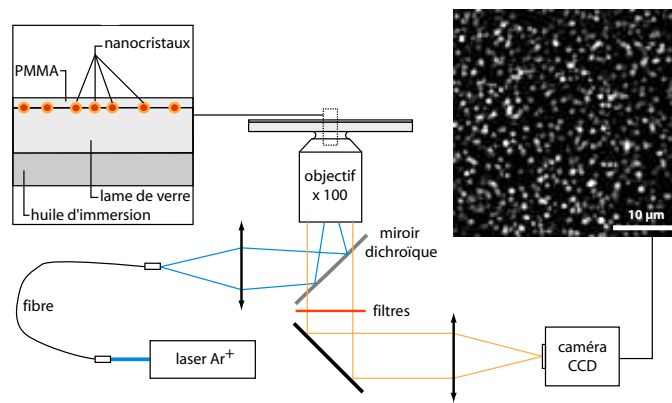 nanocristaux
PMMA
lame de verre
huile d'immersion
objectif
x 100
10 µm
miroir
dichroïque
fibre
filtres
laser Ar+
caméra
CCD